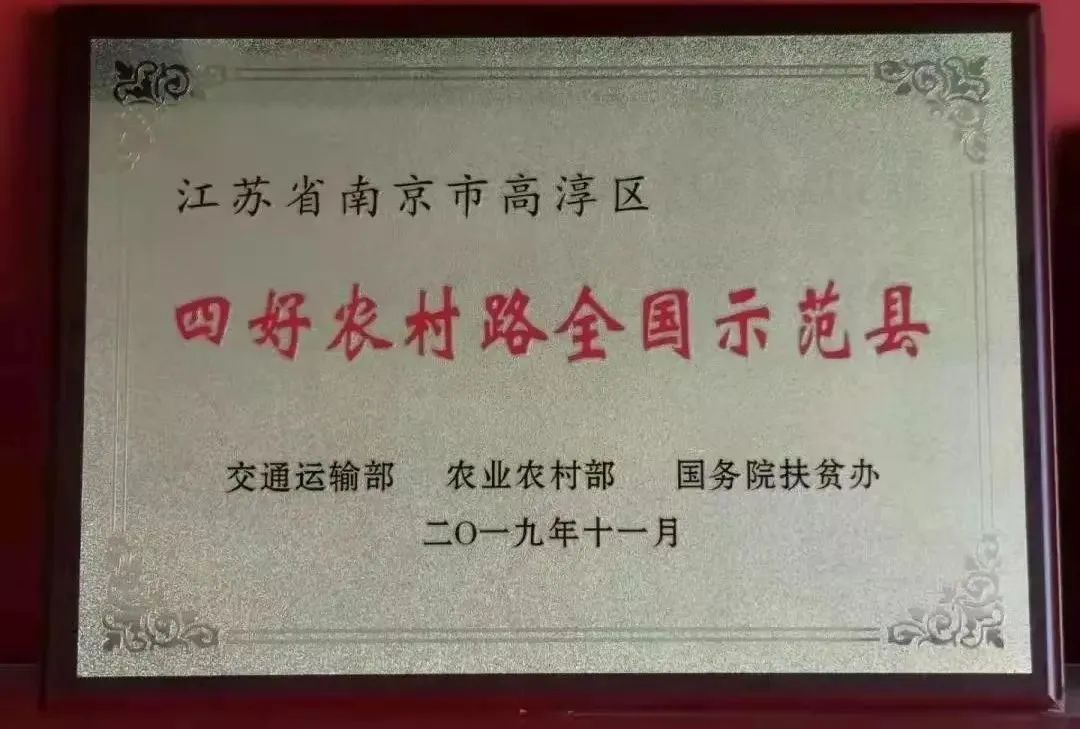 江苏省南京市高淳区
四好农村路全国示范县
交通运输部 农业农村部 国务院扶贫办
二〇一九年十一月